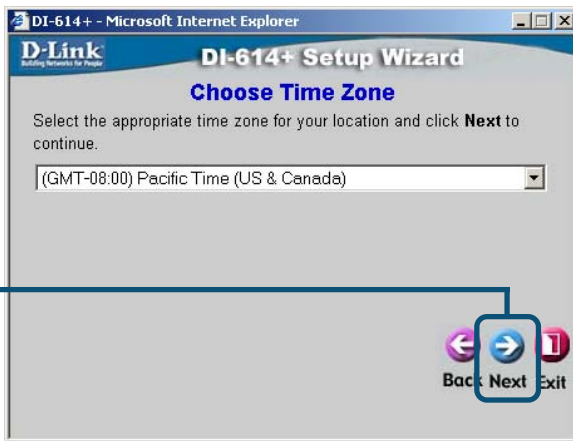 DI-614+ - Microsoft Internet Explorer
D-Link
Building Networks for People
DI-614+ Setup Wizard
Choose Time Zone
Select the appropriate time zone for your location and click Next to
continue.
(GMT-08:00) Pacific Time (US & Canada)
Back Next Exit